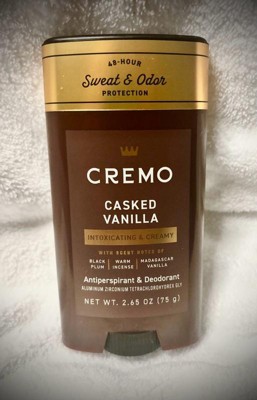 48-HOUR
Sweat & Odor
PROTECTION
CREMO
CASKED
VANILLA
INTOXICATING & CREAMY
WITH SCENT NOTES OF
BLACK PLUM | WARM INCENSE | MADAGASCAR VANILLA
Antiperspirant & Deodorant
ALUMINUM ZIRCONIUM TETRACHLOROHYDREX GLY
NET WT. 2.65 OZ (75 g)